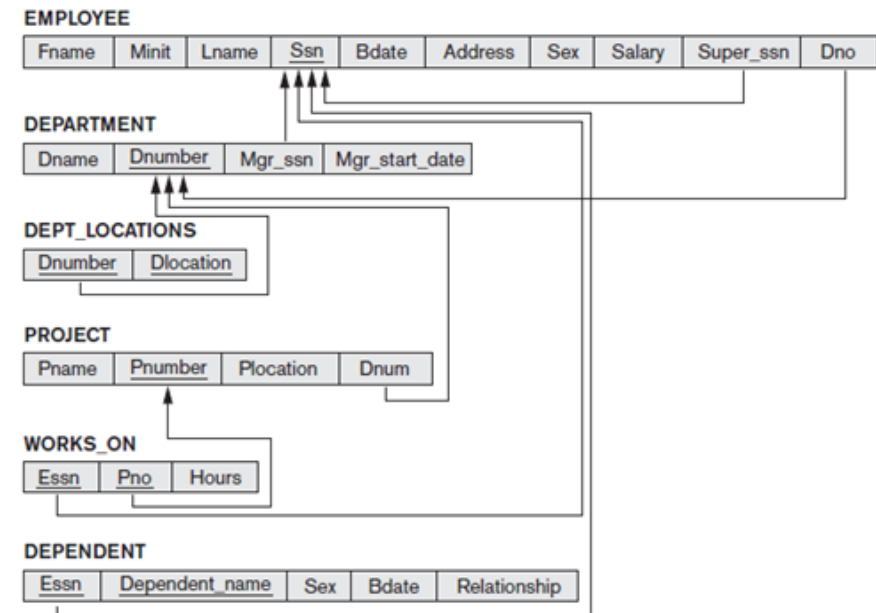 EMPLOYEE
Fname Minit Lname Ssn Bdate Address Sex Salary Super_ssn Dno
DEPARTMENT
Dname Dnumber Mgr_ssn Mgr_start_date
DEPT_LOCATIONS
Dnumber Dlocation
PROJECT
Pname Pnumber Plocation Dnum
WORKS_ON
Essn Pno Hours
DEPENDENT
Essn Dependent_name Sex Bdate Relationship